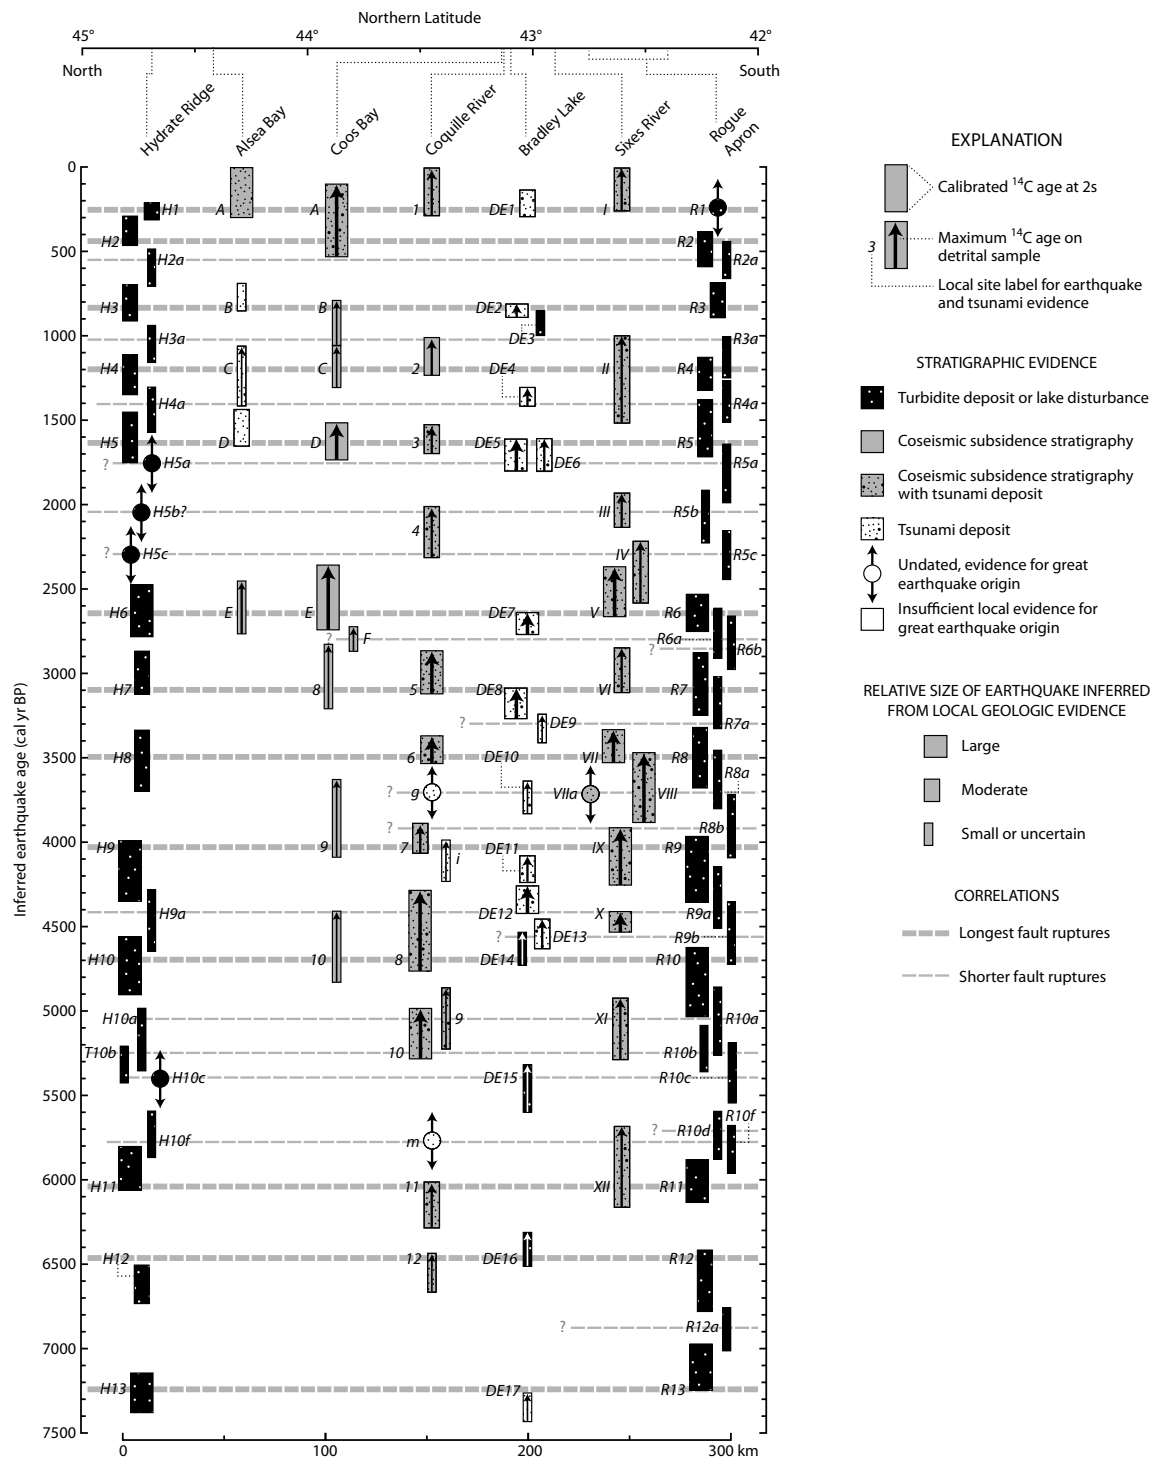 Northern Latitude
45° 44° 43° 42°
North South
Hydrate Ridge
Alsea Bay
Coos Bay
Coquille River
Bradley Lake
Sixes River
Rogue
Apron
Inferred earthquake age (cal yr BP)
0
H1 A A 1 DE1 I R1
H2 R2
500
H2a R2a
H3 B B DE2 R3
1000
DE3
H3a R3a
H4 C C 2 DE4 II R4
H4a R4a
1500
H5 D D 3 DE5 R5
? H5a DE6 R5a
2000
H5b? III R5b
4
? H5c IV R5c
2500
H6 E E DE7 V R6
? F R6a
? R6b
3000
H7 8 5 DE8 VI R7
? DE9 R7a
3500
H8 6 DE10 VII R8
R8a
? g VIIa VIII
? R8b
4000
H9 9 7 DE11 IX R9
i
H9a DE12 X R9a
4500
? DE13 R9b
H10 10 8 DE14 R10
5000
H10a 9 XI R10a
T10b 10 R10b
H10c DE15 R10c
5500
R10f
? R10d
H10f m
6000
H11 11 XII R11
H12 12 DE16 R12
6500
? R12a
7000
H13 DE17 R13
7500
0 100 200 300 km
EXPLANATION
Calibrated 14C age at 2s
3
Maximum 14C age on
detrital sample
Local site label for earthquake
and tsunami evidence
STRATIGRAPHIC EVIDENCE
Turbidite deposit or lake disturbance
Coseismic subsidence stratigraphy
Coseismic subsidence stratigraphy
with tsunami deposit
Tsunami deposit
Undated, evidence for great
earthquake origin
Insufficient local evidence for
great earthquake origin
RELATIVE SIZE OF EARTHQUAKE INFERRED
FROM LOCAL GEOLOGIC EVIDENCE
Large
Moderate
Small or uncertain
CORRELATIONS
Longest fault ruptures
Shorter fault ruptures